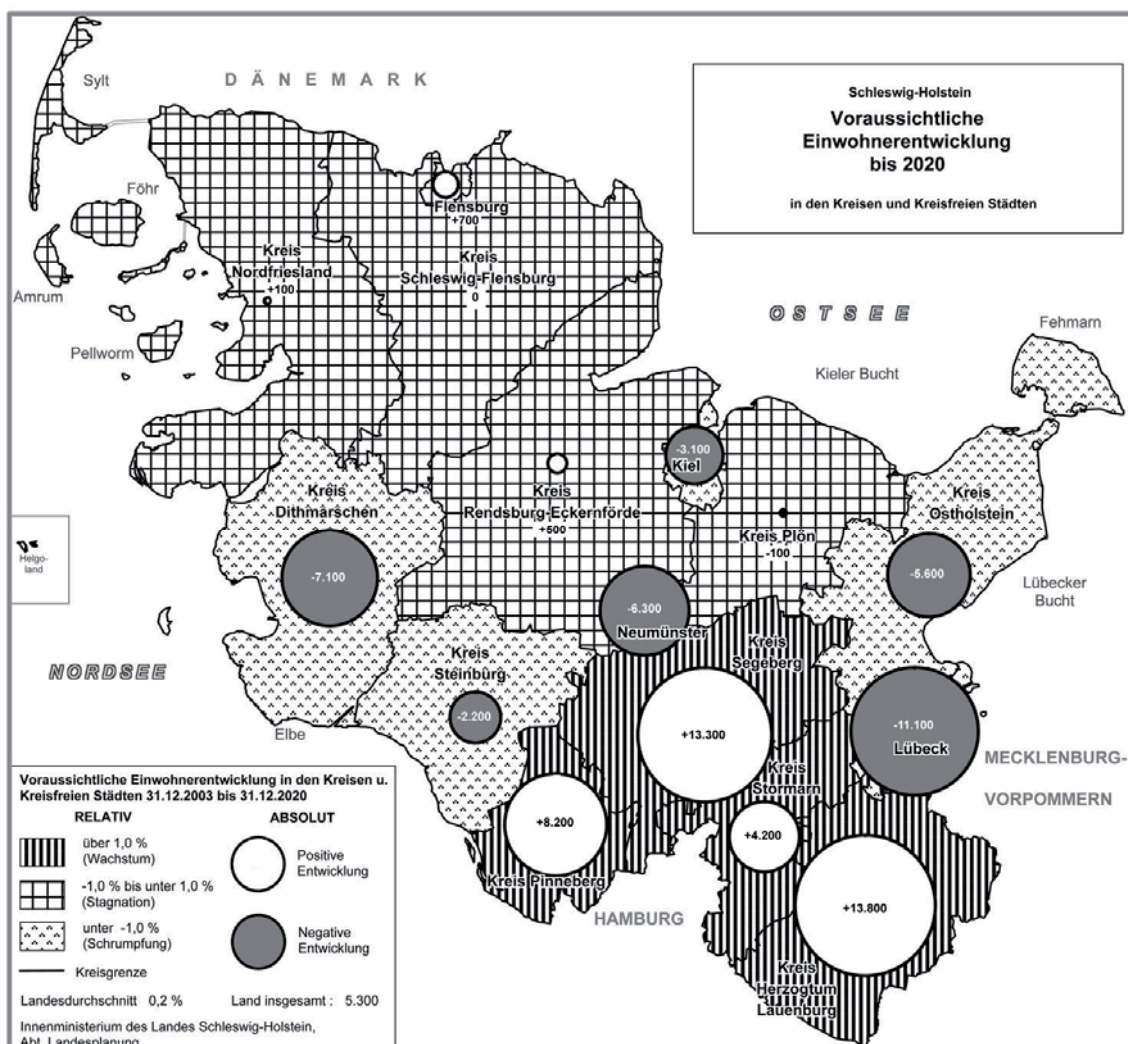 Sylt
DÄNEMARK
Schleswig-Holstein
Voraussichtliche
Einwohnerentwicklung
bis 2020
in den Kreisen und Kreisfreien Städten
Föhr
Flensburg
+700
Kreis
Nordfriesland
+100
Kreis
Schleswig-Flensburg
0
Amrum
OSTSEE
Fehmarn
Pellworm
Kieler Bucht
-3.100
Kiel
Kreis
Dithmarschen
Kreis
Rendsburg-Eckernförde
+500
Kreis
Ostholstein
Kreis Plön
-100
Helgo-
land
-7.100
-5.600
Lübecker
Bucht
-6.300
Neumünster
NORDSEE
Kreis
Steinburg
Kreis
Segeberg
-2.200
Elbe
+13.300
-11.100
Lübeck
MECKLENBURG-
VORPOMMERN
Kreis
Stormarn
+8.200
+4.200
Kreis Pinneberg
HAMBURG
+13.800
Kreis
Herzogtum
Lauenburg
Voraussichtliche Einwohnerentwicklung in den Kreisen u.
Kreisfreien Städten 31.12.2003 bis 31.12.2020
RELATIV
über 1,0 %
(Wachstum)
-1,0 % bis unter 1,0 %
(Stagnation)
unter -1,0 %
(Schrumpfung)
Kreisgrenze
ABSOLUT
Positive
Entwicklung
Negative
Entwicklung
Landesdurchschnitt 0,2 % Land insgesamt : 5.300
Innenministerium des Landes Schleswig-Holstein,
Abt. Landesplanung